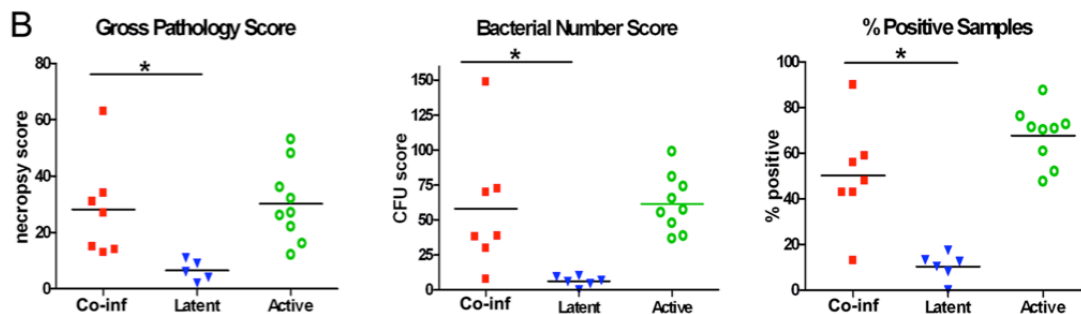 B
Gross Pathology Score
Bacterial Number Score
% Positive Samples
necropsy score
80
60
40
20
0
*
Co-inf
Latent
Active
CFU score
150
125
100
75
50
25
0
*
Co-inf
Latent
Active
% positive
100
80
60
40
20
0
*
Co-inf
Latent
Active